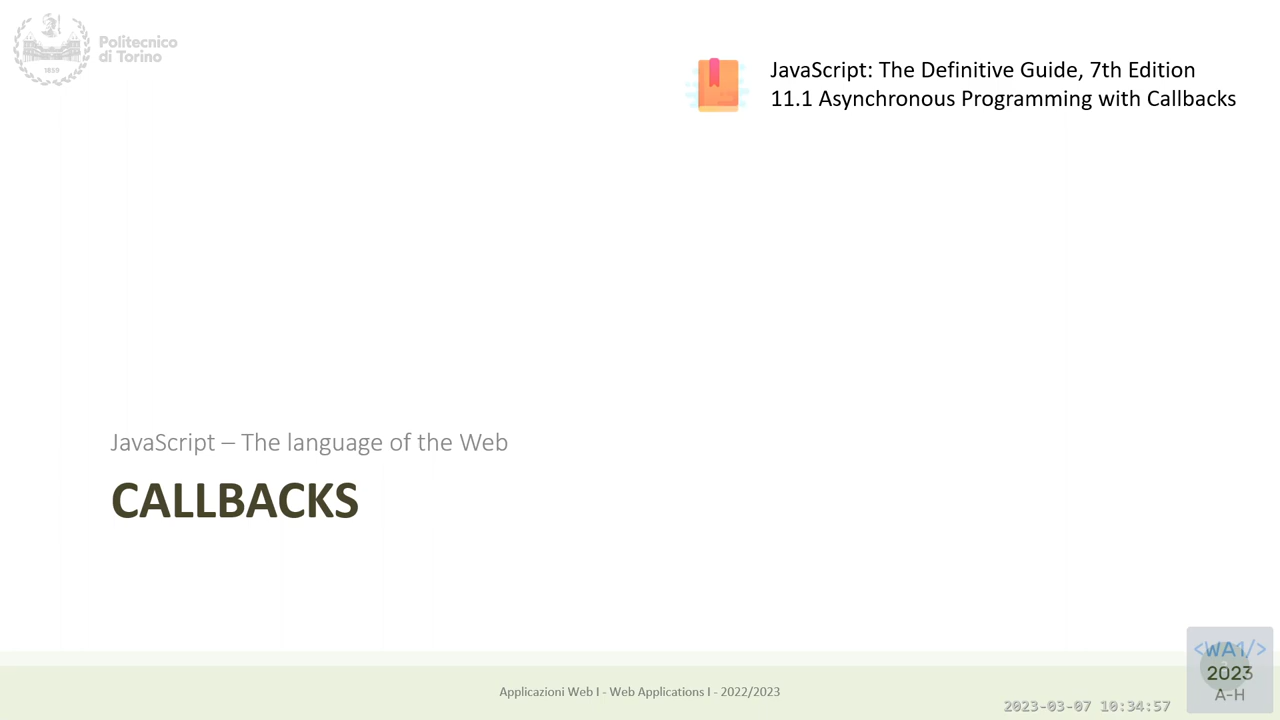 Politecnico
di Torino
1859
JavaScript: The Definitive Guide, 7th Edition
11.1 Asynchronous Programming with Callbacks
JavaScript – The language of the Web
CALLBACKS
Applicazioni Web I - Web Applications I - 2022/2023
2023-03-07 10:34:57
<WA1/>
2023
A-H